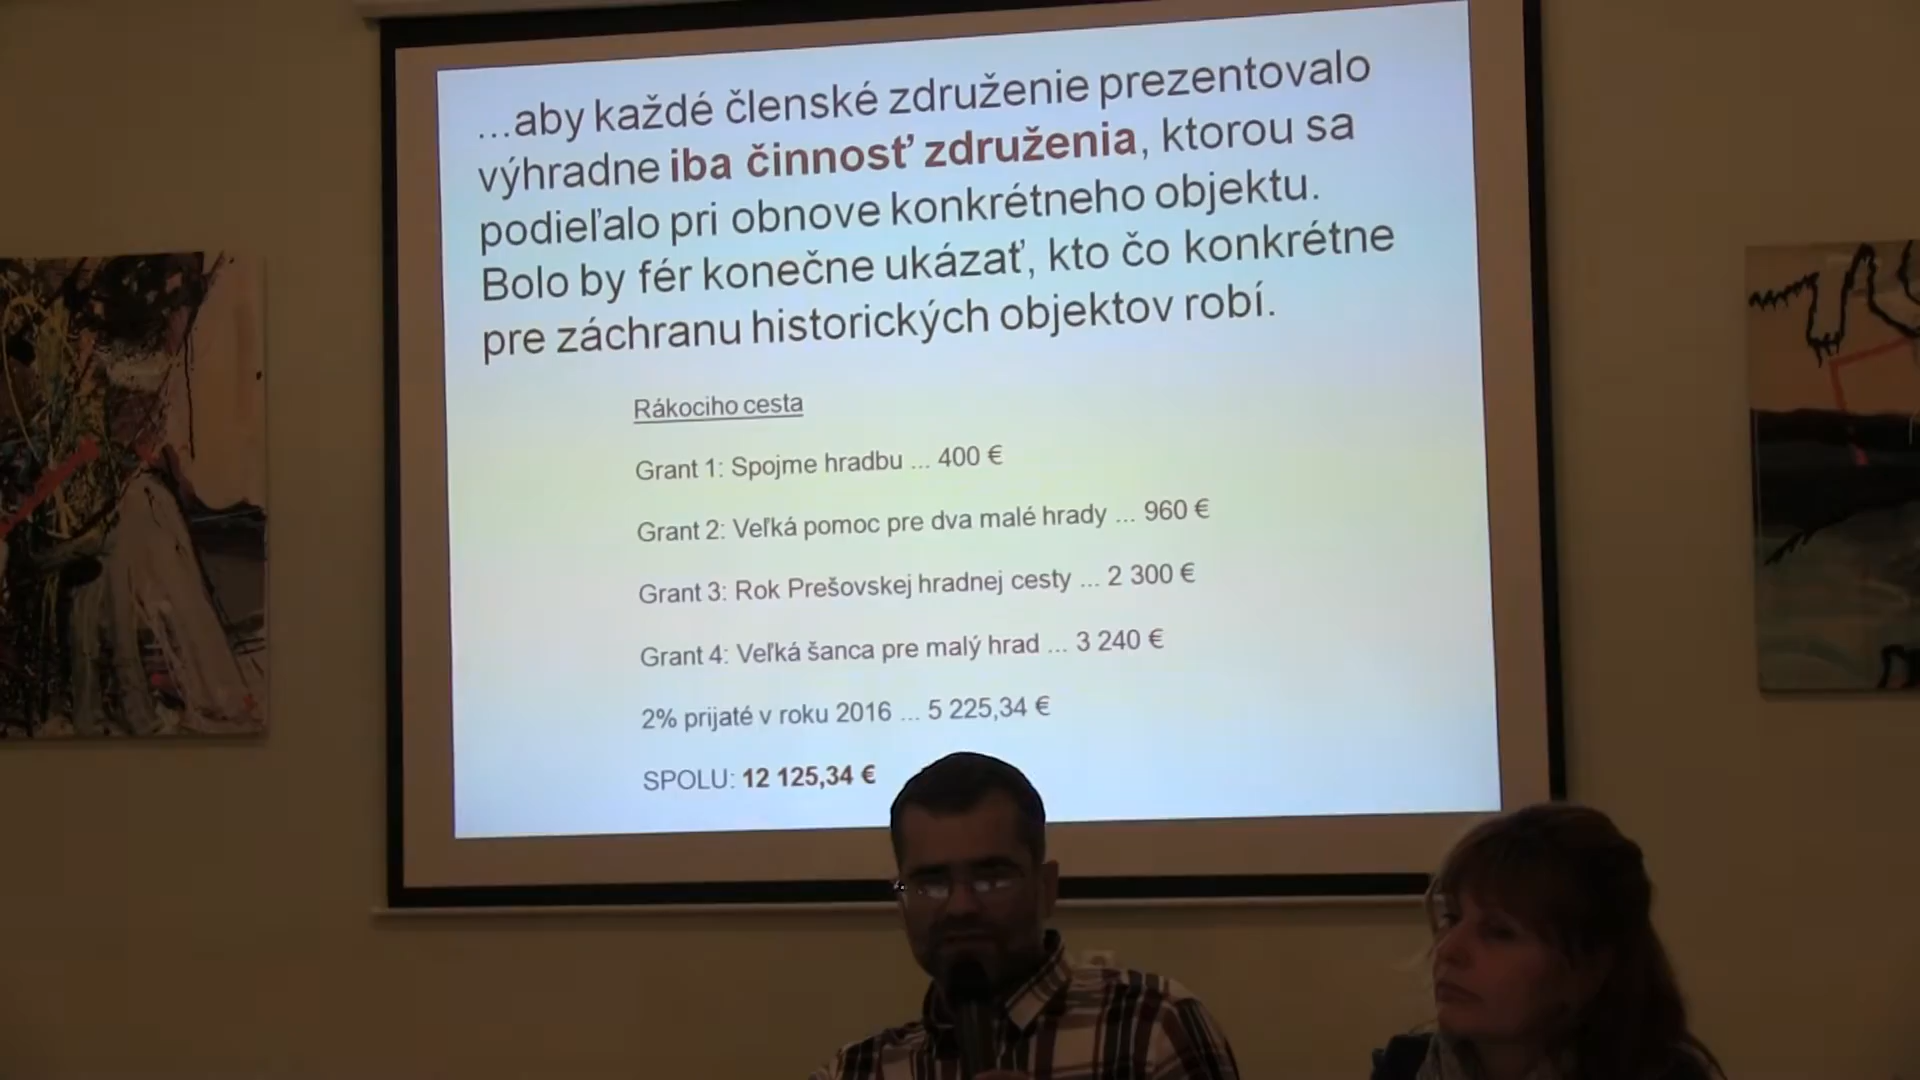 ...aby každé členské združenie prezentovalo
výhradne iba činnosť združenia, ktorou sa
podieľalo pri obnove konkrétneho objektu.
Bolo by fér konečne ukázať, kto čo konkrétne
pre záchranu historických objektov robí.
Rákociho cesta
Grant 1: Spojme hradbu ... 400 €
Grant 2: Veľká pomoc pre dva malé hrady ... 960 €
Grant 3: Rok Prešovskej hradnej cesty ... 2 300 €
Grant 4: Veľká šanca pre malý hrad ... 3 240 €
2% prijaté v roku 2016 ... 5 225,34 €
SPOLU: 12 125,34 €